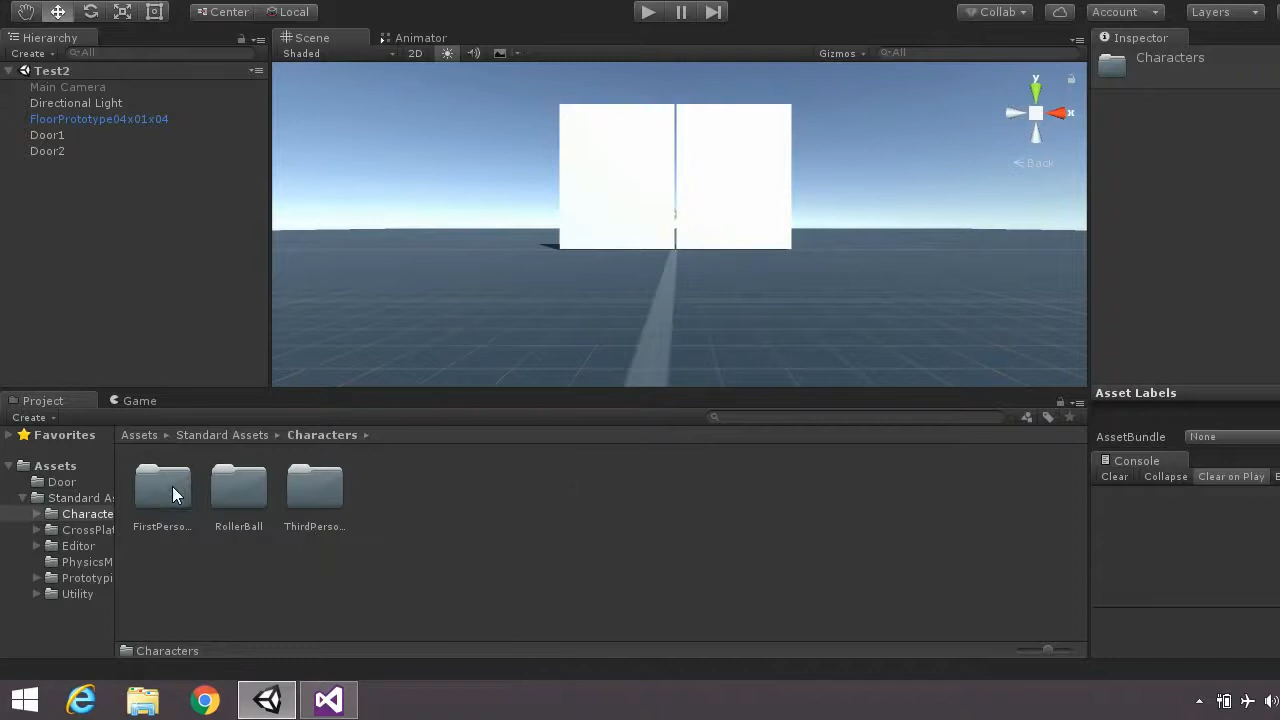 Center Local
Collab
Account
Layers
Hierarchy
Create All
Test2
Main Camera
Directional Light
FloorPrototype04x01x04
Door1
Door2
Scene Animator
Shaded 2D Gizmos All
y
x
Back
Inspector
Characters
Asset Labels
AssetBundle None
Console
Clear Collapse Clear on Play E
Project Game
Create
Favorites
Assets
Door
Standard As
Characte
CrossPlat
Editor
PhysicsM
Prototypi
Utility
Assets Standard Assets Characters
FirstPerso... RollerBall ThirdPerso...
Characters